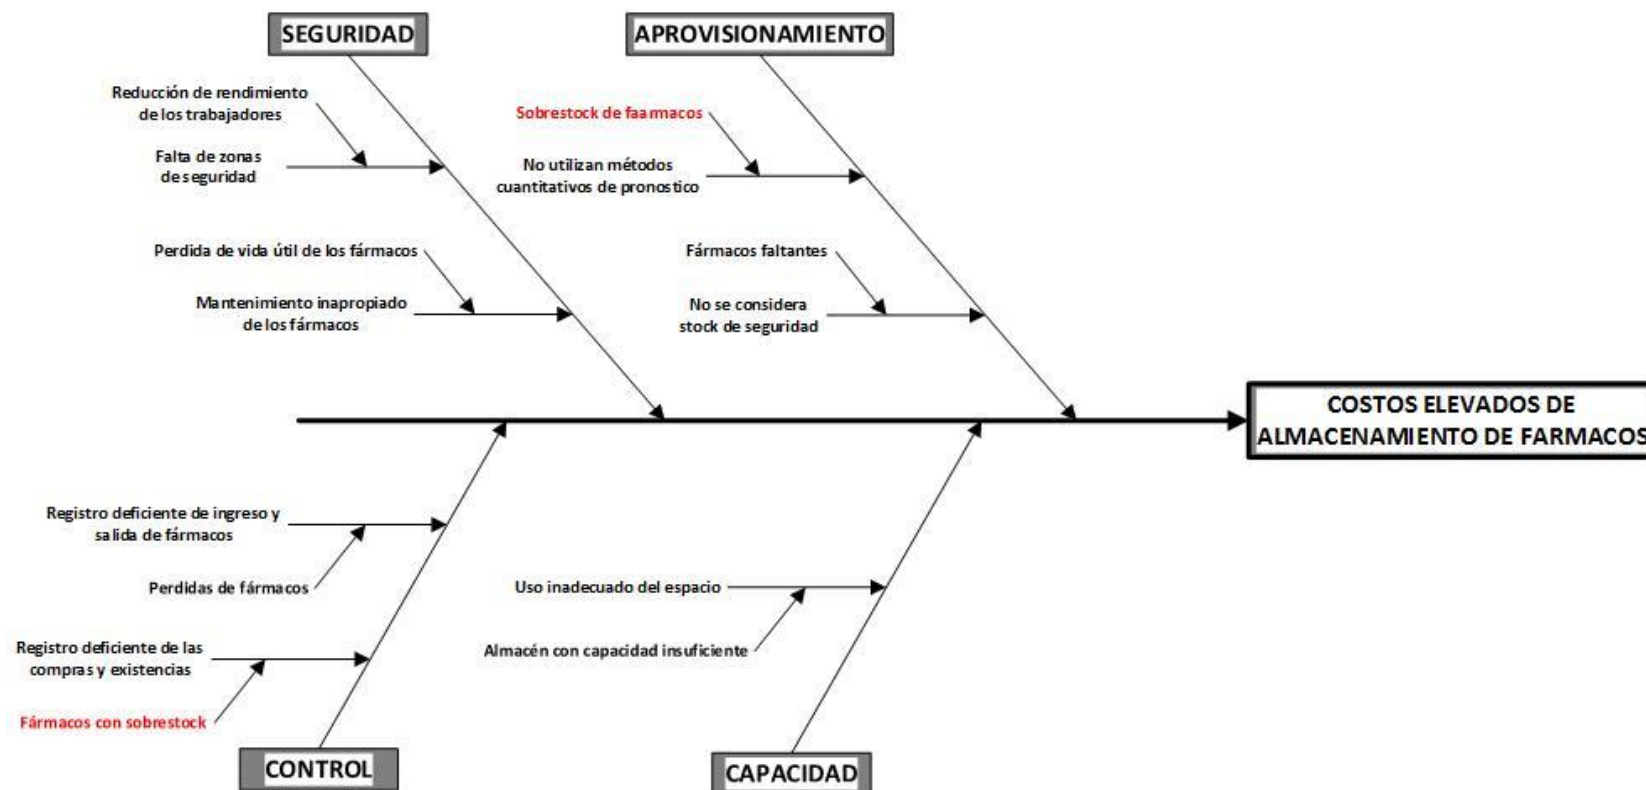 SEGURIDAD
APROVISIONAMIENTO
Reducción de rendimiento
de los trabajadores
Falta de zonas
de seguridad
Sobrestock de faarmacos
No utilizan métodos
cuantitativos de pronostico
Perdida de vida útil de los fármacos
Mantenimiento inapropiado
de los fármacos
Fármacos faltantes
No se considera
stock de seguridad
COSTOS ELEVADOS DE
ALMACENAMIENTO DE FARMACOS
Registro deficiente de ingreso y
salida de fármacos
Perdidas de fármacos
Registro deficiente de las
compras y existencias
Fármacos con sobrestock
Uso inadecuado del espacio
Almacén con capacidad insuficiente
CONTROL
CAPACIDAD